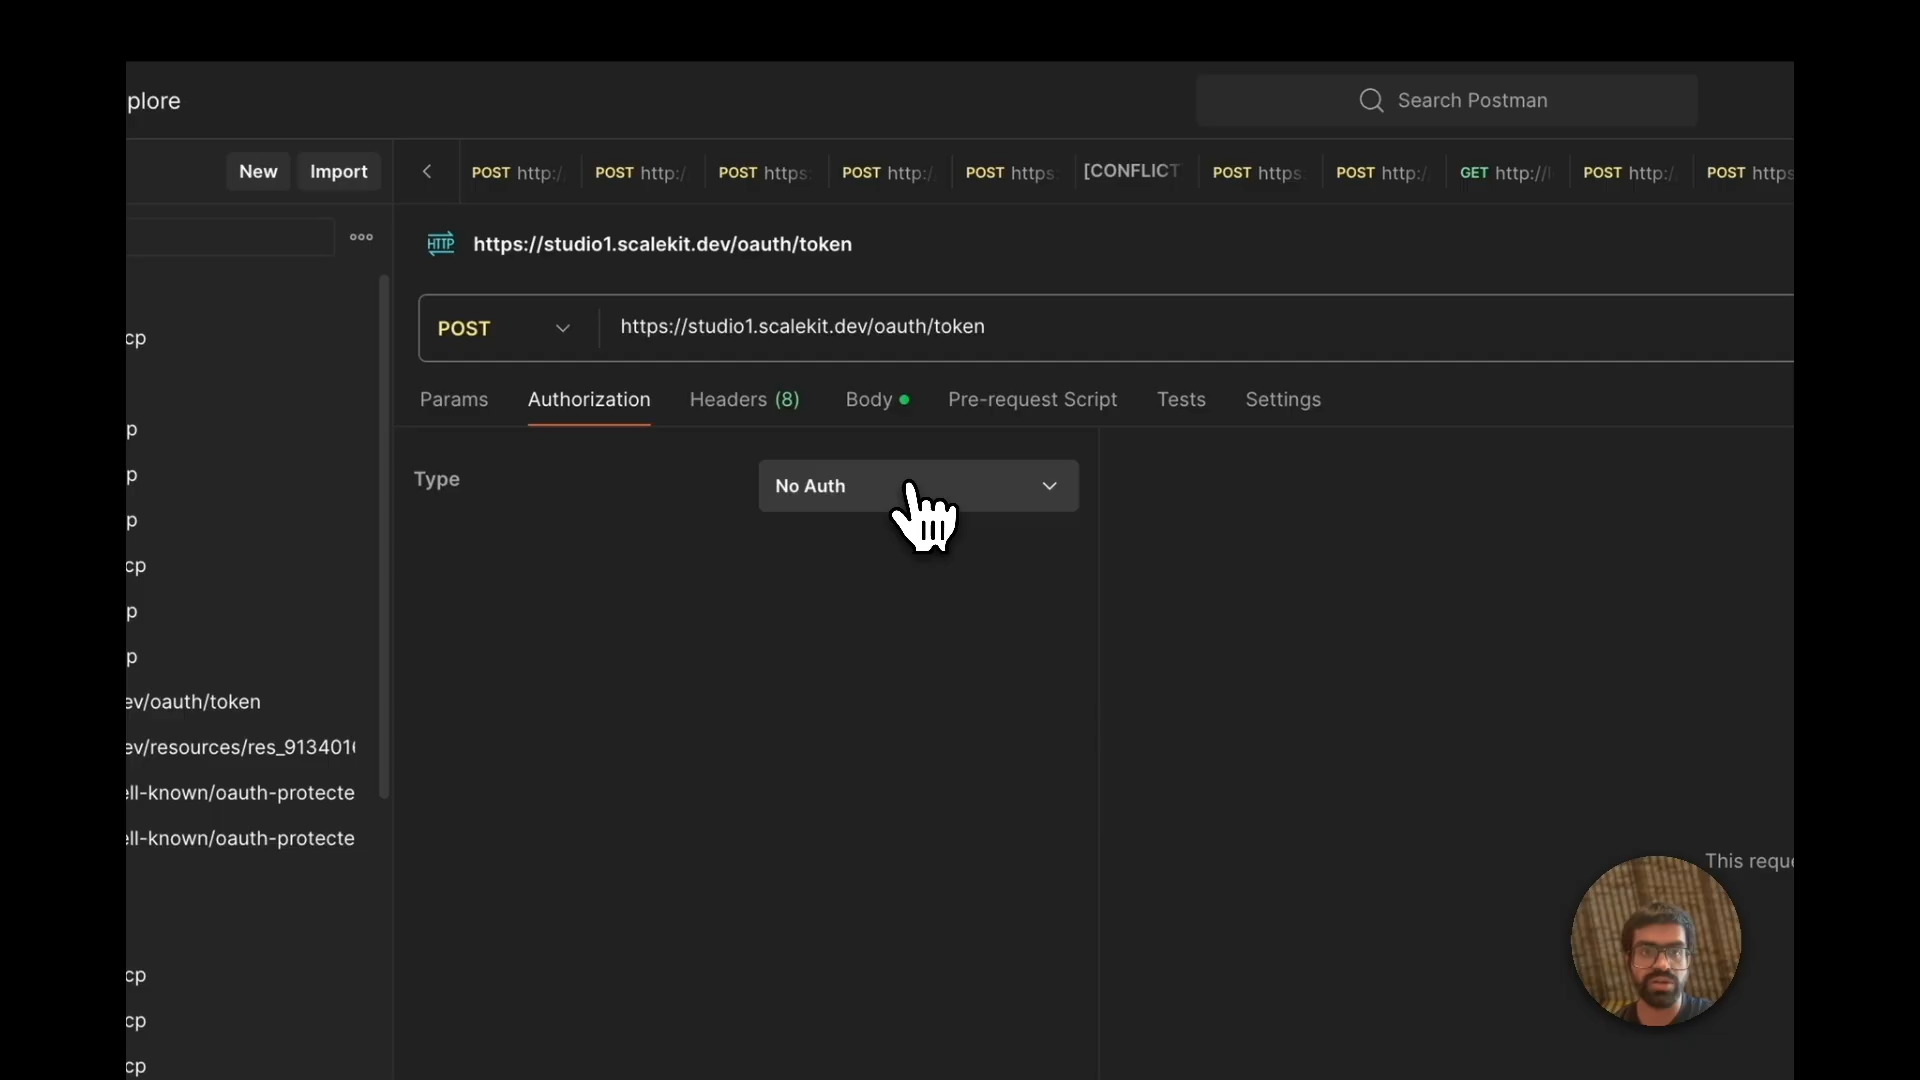 plore
Search Postman
New
Import
POST http:/
POST http:/
POST https:
POST http:/
POST https:
[CONFLICT
POST https:
POST http:/
GET http://l
POST http:/
POST https
HTTP https://studio1.scalekit.dev/oauth/token
POST https://studio1.scalekit.dev/oauth/token
Params
Authorization
Headers (8)
Body
Pre-request Script
Tests
Settings
Type
No Auth
cp
p
p
p
cp
p
p
ev/oauth/token
ev/resources/res_913401
ell-known/oauth-protecte
ell-known/oauth-protecte
This reque
cp
cp
cp